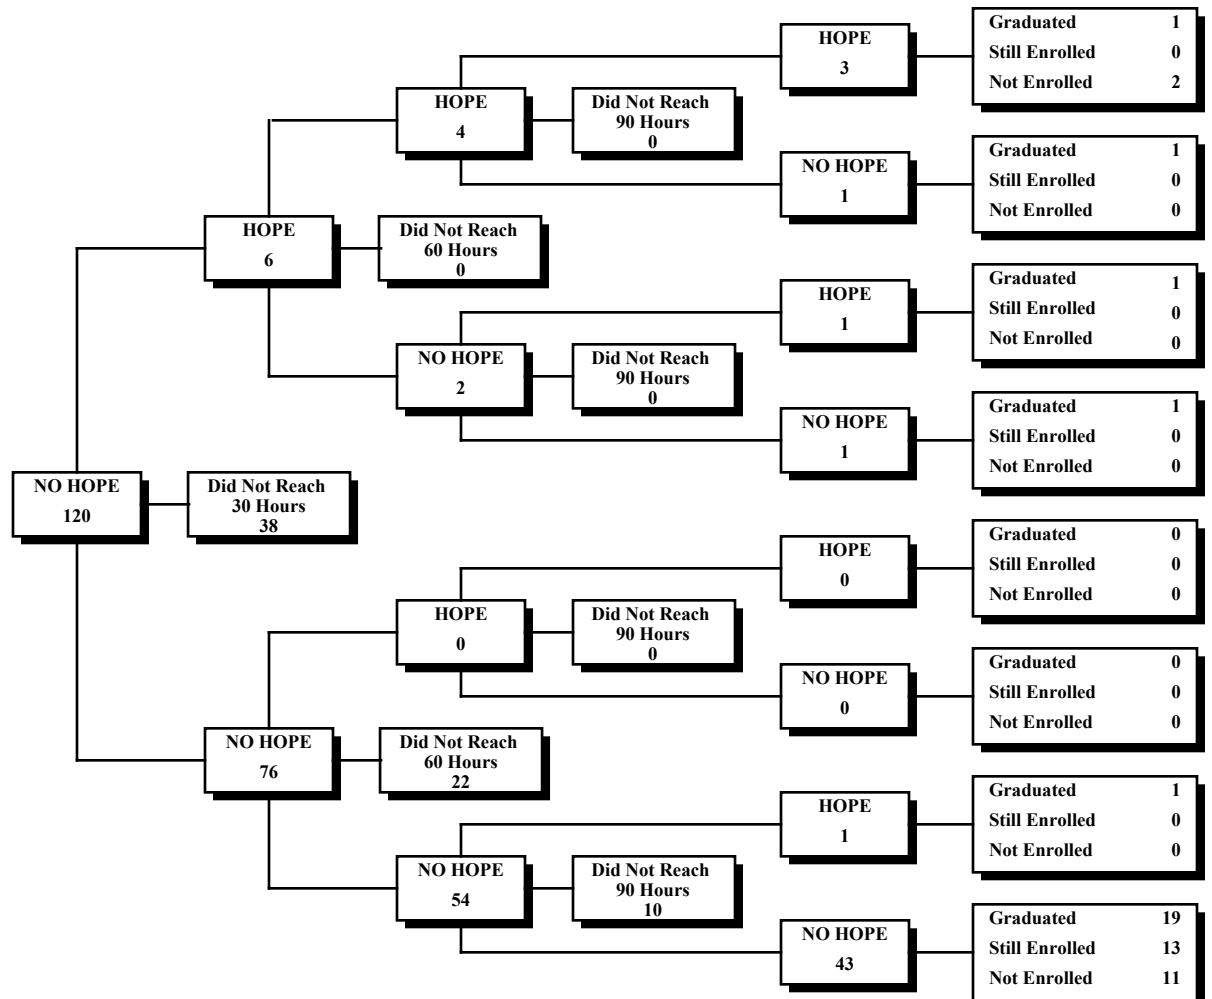 Graduated 1
Still Enrolled 0
Not Enrolled 2
HOPE
3
HOPE
4
Did Not Reach
90 Hours
0
NO HOPE
1
Graduated 1
Still Enrolled 0
Not Enrolled 0
HOPE
6
Did Not Reach
60 Hours
0
HOPE
1
Graduated 1
Still Enrolled 0
Not Enrolled 0
NO HOPE
2
Did Not Reach
90 Hours
0
NO HOPE
1
Graduated 1
Still Enrolled 0
Not Enrolled 0
NO HOPE
120
Did Not Reach
30 Hours
38
HOPE
0
Graduated 0
Still Enrolled 0
Not Enrolled 0
HOPE
0
Did Not Reach
90 Hours
0
NO HOPE
0
Graduated 0
Still Enrolled 0
Not Enrolled 0
NO HOPE
76
Did Not Reach
60 Hours
22
HOPE
1
Graduated 1
Still Enrolled 0
Not Enrolled 0
NO HOPE
54
Did Not Reach
90 Hours
10
NO HOPE
43
Graduated 19
Still Enrolled 13
Not Enrolled 11